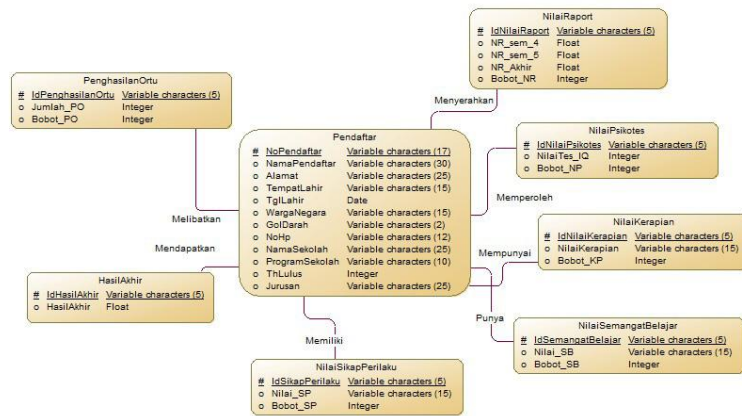 NilaiRaport
# IdNilaiRaport Variable characters (5)
o NR_sem_4 Float
o NR_sem_5 Float
o NR_Akhir Float
o Bobot_NR Integer
Menyerahkan
PenghasilanOrtu
# IdPenghasilanOrtu Variable characters (5)
o Jumlah_PO Integer
o Bobot_PO Integer
Melibatkan
Pendaftar
# NoPendaftar Variable characters (17)
o NamaPendaftar Variable characters (30)
o Alamat Variable characters (25)
o TempatLahir Variable characters (15)
o TglLahir Date
o WargaNegara Variable characters (15)
o GolDarah Variable characters (2)
o NoHp Variable characters (12)
o NamaSekolah Variable characters (25)
o ProgramSekolah Variable characters (10)
o ThLulus Integer
o Jurusan Variable characters (25)
NilaiPsikotes
# IdNilaiPsikotes Variable characters (5)
o NilaiTes_IQ Integer
o Bobot_NP Integer
Memperoleh
NilaiKerapian
# IdNilaiKerapian Variable characters (5)
o NilaiKerapian Variable characters (15)
o Bobot_KP Integer
Mempunyai
Mendapatkan
HasilAkhir
# IdHasilAkhir Variable characters (5)
o HasilAkhir Float
Punya
NilaiSemangatBelajar
# IdSemangatBelajar Variable characters (5)
o Nilai_SB Variable characters (15)
o Bobot_SB Integer
Memiliki
NilaiSikapPerilaku
# IdSikapPerilaku Variable characters (5)
o Nilai_SP Variable characters (15)
o Bobot_SP Integer